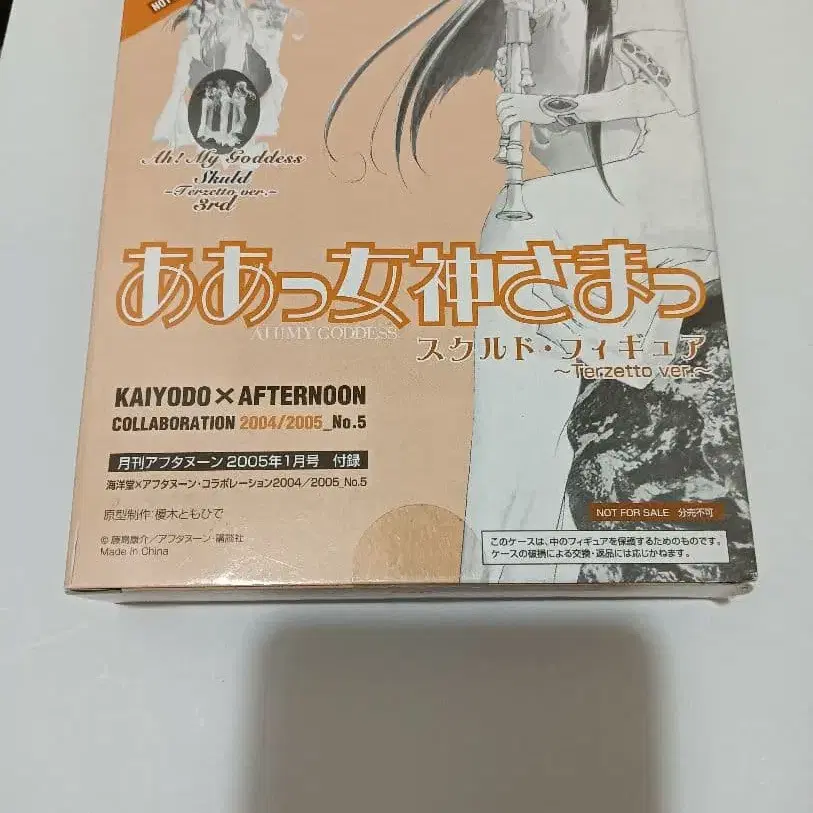 NOT
Ah! My Goddess
Skuld
~Terzetto ver.~
3rd
ああっ女神さまっ
AH! MY GODDESS
スクルド・フィギュア
~Terzetto ver.~
KAIYODO×AFTERNOON
COLLABORATION 2004/2005_No.5
月刊アフタヌーン 2005年1月号 付録
海洋堂×アフタヌーン・コラボレーション2004／2005_No.5
原型制作:榎木ともひで
© 藤島康介／アフタヌーン・講談社
Made in China
NOT FOR SALE 分売不可
このケースは、中のフィギュアを保護するためのものです。
ケースの破損による交換・返品には応じかねます。